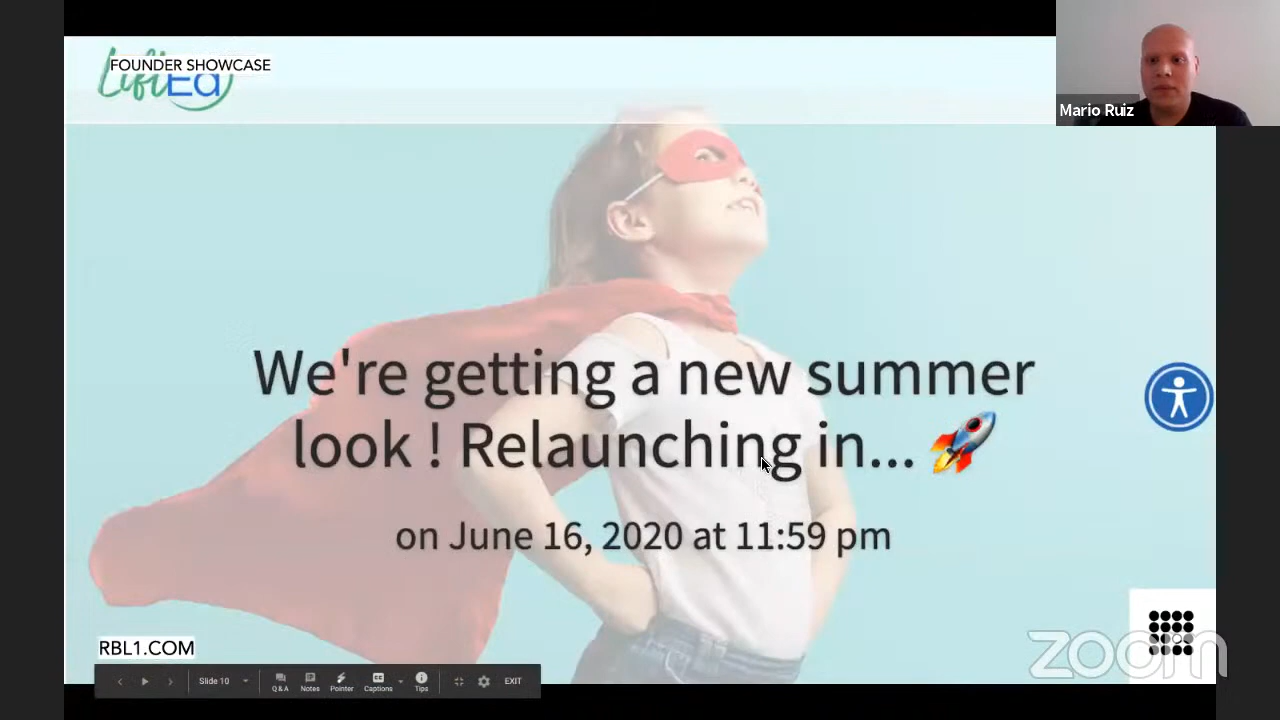 FOUNDER SHOWCASE
LiftEd
Mario Ruiz
We're getting a new summer
look ! Relaunching in...
on June 16, 2020 at 11:59 pm
RBL1.COM
zoom
Slide 10
Q&A
Notes
Pointer
Captions
Tips
EXIT